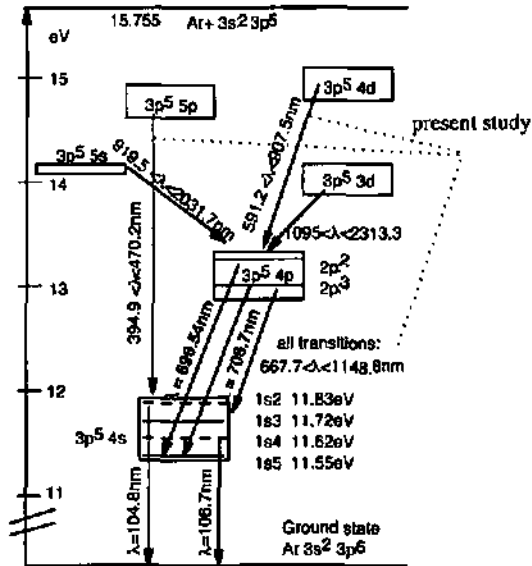 15.755 Ar+ 3s² 3p⁵
eV
15
3p⁵ 5p
3p⁵ 4d
present study
3p⁵ 5s
14
919.5 <λ<2031.7nm
591.2 <λ<907.5nm
3p⁵ 3d
1095<λ<2313.3
394.9 <λ<470.2nm
3p⁵ 4p
2p²
2p³
13
λ = 696.54nm
= 706.7nm
all transitions:
667.7<λ<1148.8nm
12
1s2 11.83eV
1s3 11.72eV
3p⁵ 4s
1s4 11.62eV
1s5 11.55eV
11
λ=104.8nm
λ=106.7nm
Ground state
Ar 3s² 3p⁶